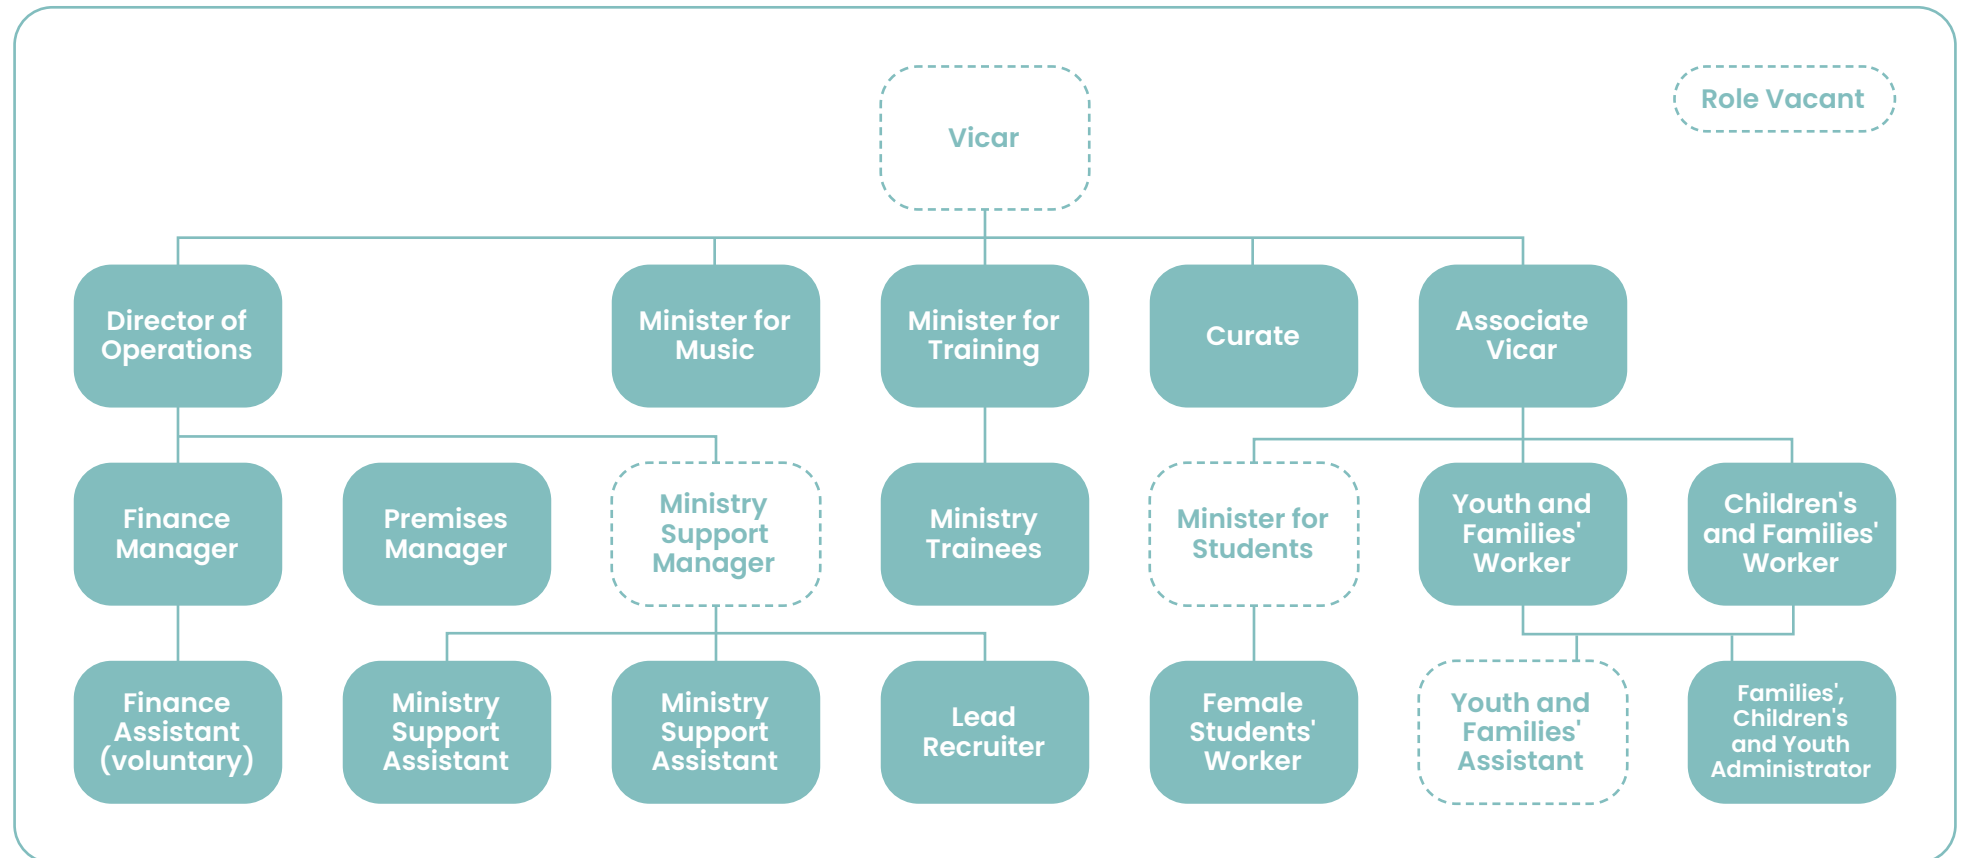 Vicar
Role Vacant
Director of
Operations
Minister for
Music
Minister for
Training
Curate
Associate
Vicar
Finance
Manager
Premises
Manager
Ministry
Support
Manager
Ministry
Trainees
Minister for
Students
Youth and
Families'
Worker
Children's
and Families'
Worker
Finance
Assistant
(voluntary)
Ministry
Support
Assistant
Ministry
Support
Assistant
Lead
Recruiter
Female
Students'
Worker
Youth and
Families'
Assistant
Families',
Children's
and Youth
Administrator